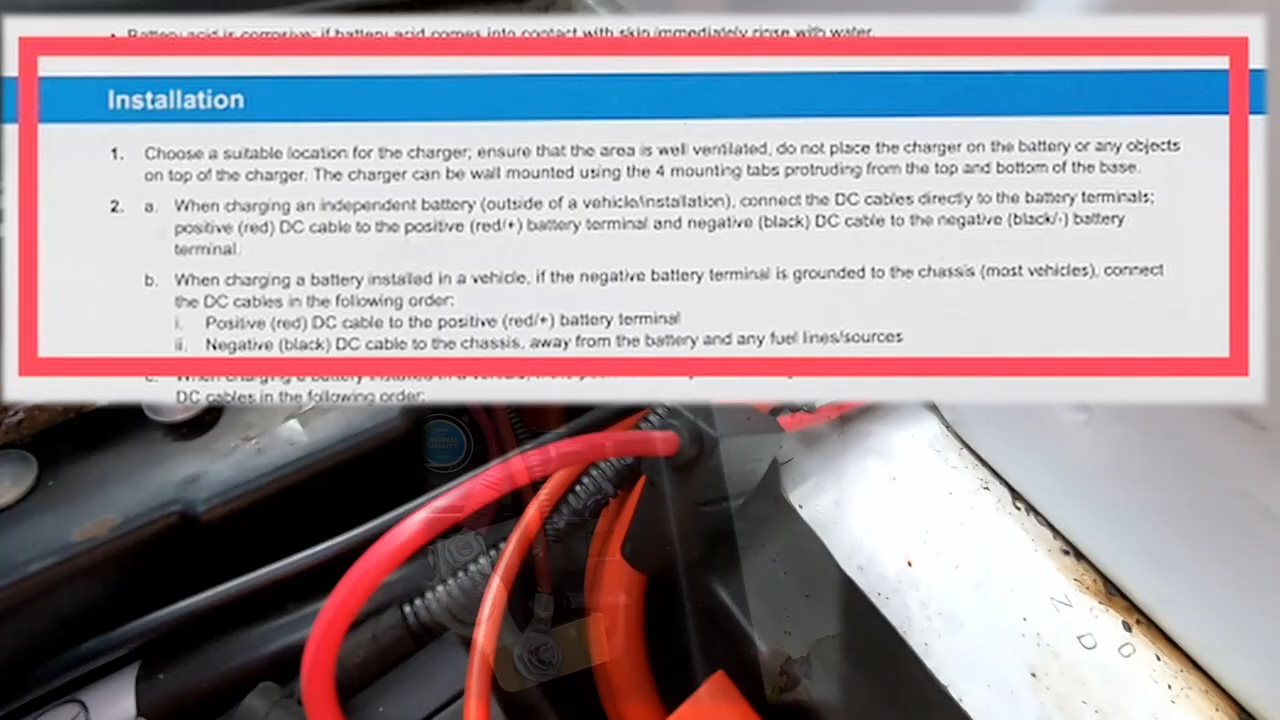 • Battery acid is corrosive; if battery acid comes into contact with skin immediately rinse with water.
Installation
1. Choose a suitable location for the charger; ensure that the area is well ventilated, do not place the charger on the battery or any objects
on top of the charger. The charger can be wall mounted using the 4 mounting tabs protruding from the top and bottom of the base.
2. a. When charging an independent battery (outside of a vehicle/installation), connect the DC cables directly to the battery terminals;
positive (red) DC cable to the positive (red/+) battery terminal and negative (black) DC cable to the negative (black/-) battery
terminal.
b. When charging a battery installed in a vehicle, if the negative battery terminal is grounded to the chassis (most vehicles), connect
the DC cables in the following order;
i. Positive (red) DC cable to the positive (red/+) battery terminal
ii. Negative (black) DC cable to the chassis, away from the battery and any fuel lines/sources
c. When charging a battery installed in a
DC cables in the following order;